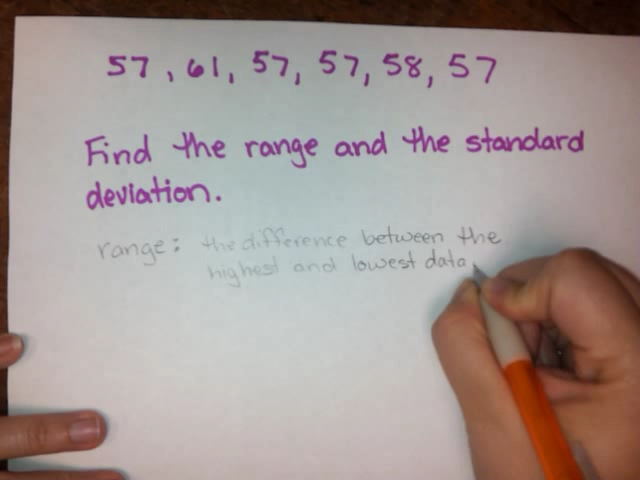 57, 61, 57, 57, 58, 57
Find the range and the standard
deviation.
range: the difference between the
highest and lowest data